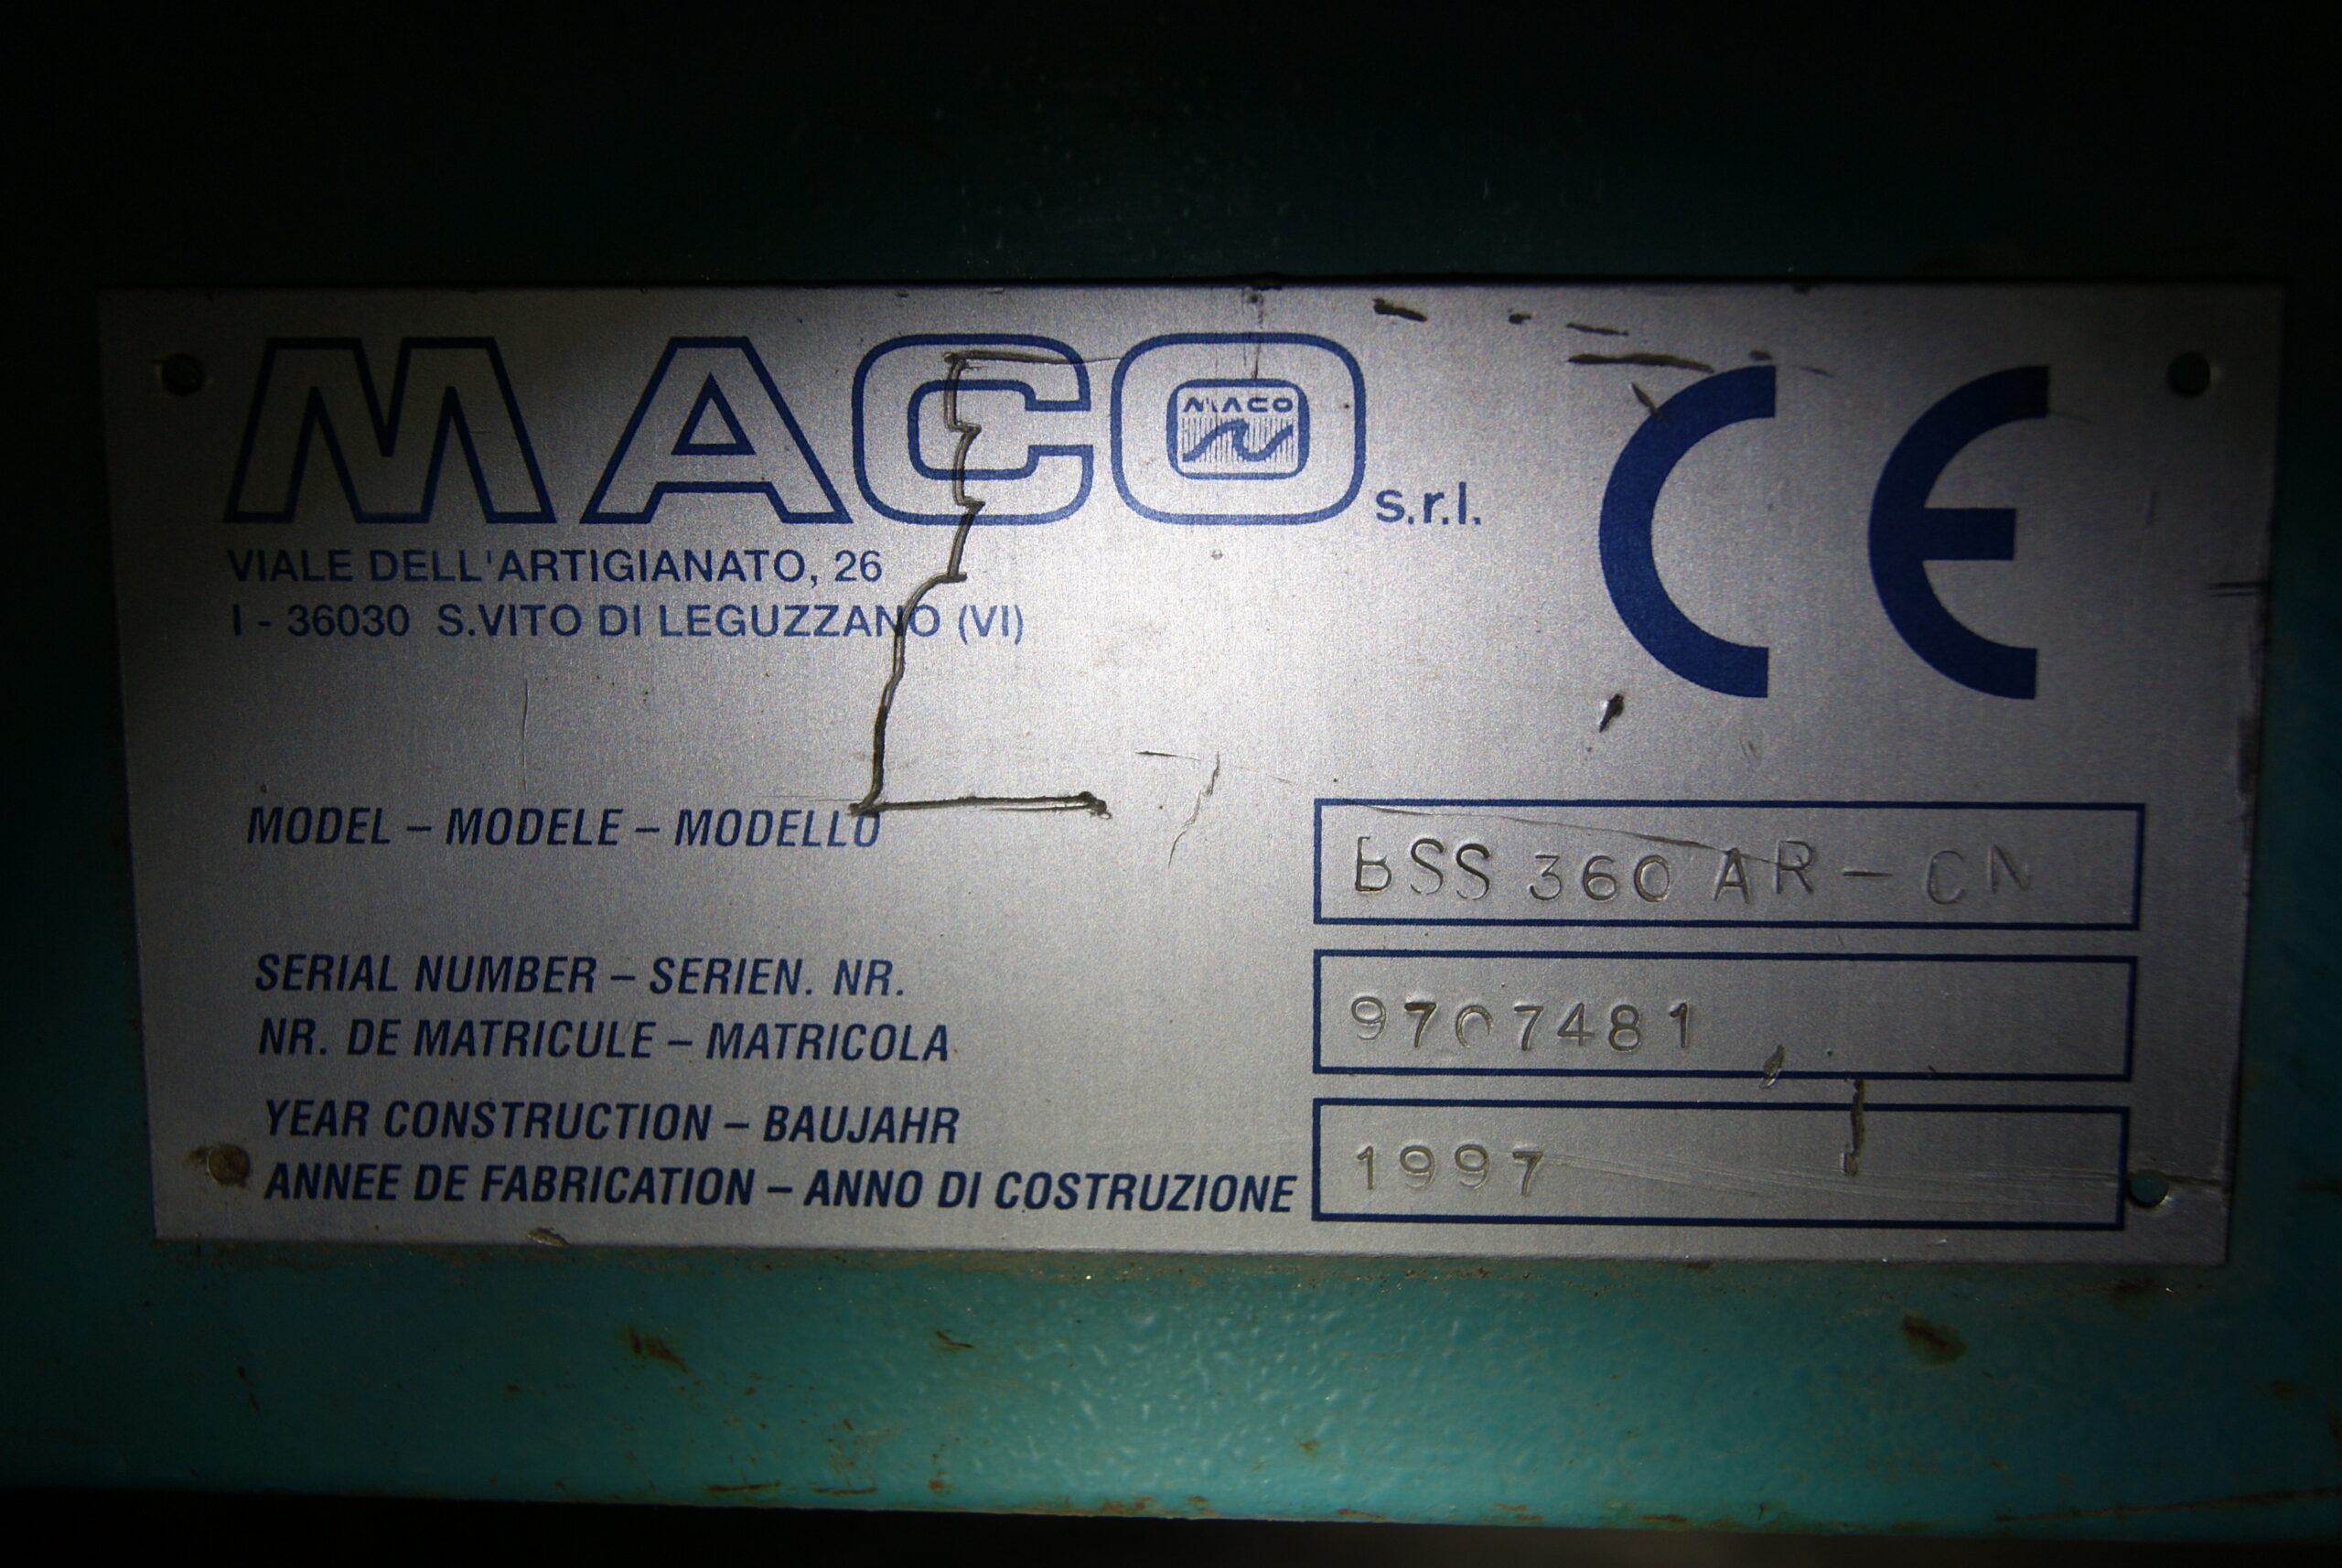 MACO s.r.l.
MACO
CE
VIALE DELL'ARTIGIANATO, 26
I - 36030 S.VITO DI LEGUZZANO (VI)
MODEL – MODELE – MODELLO BSS 360 AR – CN
SERIAL NUMBER – SERIEN. NR.
NR. DE MATRICULE – MATRICOLA 9707481
YEAR CONSTRUCTION – BAUJAHR
ANNEE DE FABRICATION – ANNO DI COSTRUZIONE 1997